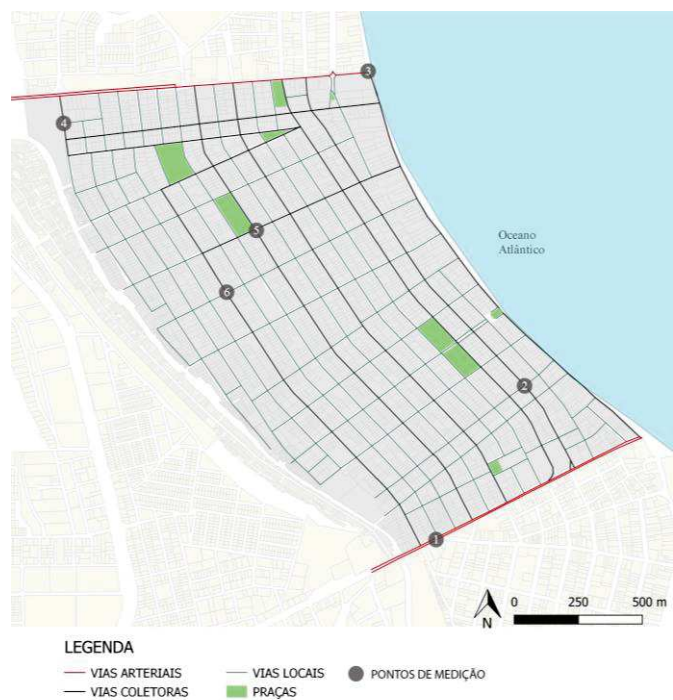 3
4
5
Oceano
Atlântico
6
2
1
N
0 250 500 m
LEGENDA
VIAS ARTERIAIS VIAS LOCAIS PONTOS DE MEDIÇÃO
VIAS COLETORAS PRAÇAS